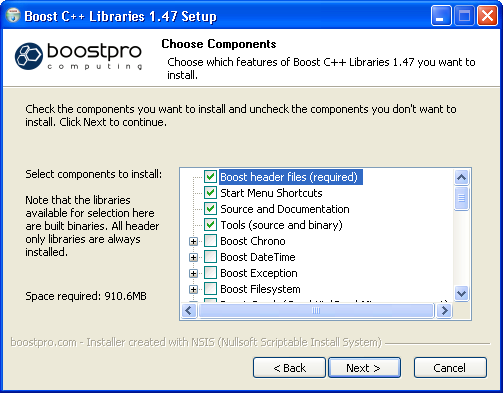 Boost C++ Libraries 1.47 Setup
boostpro
computing
Choose Components
Choose which features of Boost C++ Libraries 1.47 you want to
install.
Check the components you want to install and uncheck the components you don't want to
install. Click Next to continue.
Select components to install:
Note that the libraries
available for selection here
are built binaries. All header
only libraries are always
installed.
Space required: 910.6MB
Boost header files (required)
Start Menu Shortcuts
Source and Documentation
Tools (source and binary)
Boost Chrono
Boost DateTime
Boost Exception
Boost Filesystem
boostpro.com - Installer created with NSIS (Nullsoft Scriptable Install System)
< Back
Next >
Cancel